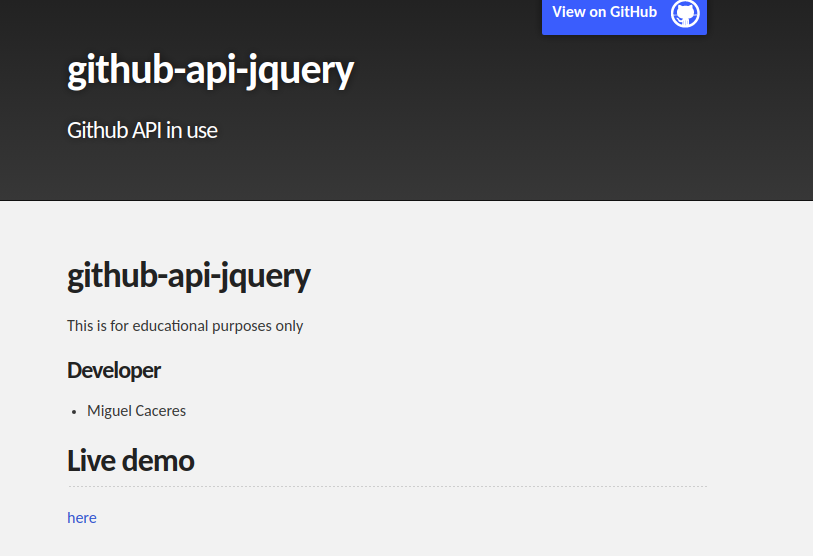 View on GitHub
github-api-jquery
Github API in use
github-api-jquery
This is for educational purposes only
Developer
Miguel Caceres
Live demo
here